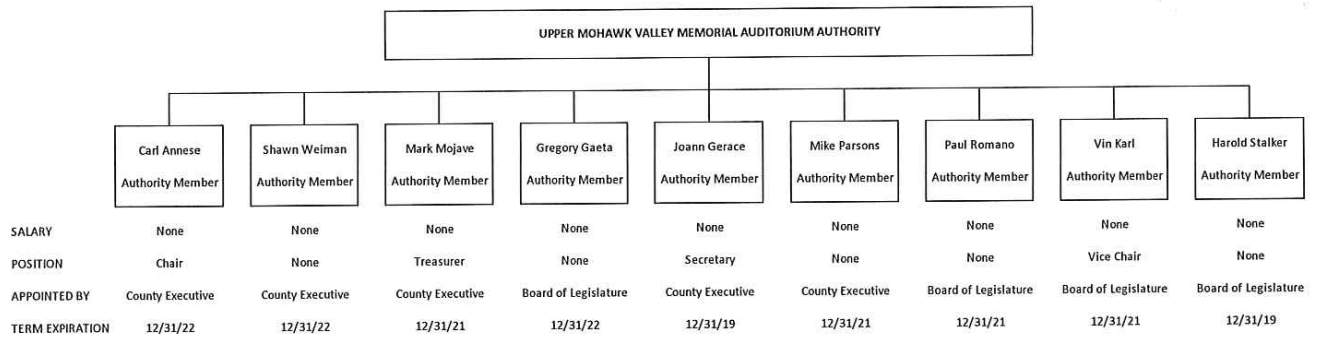 UPPER MOHAWK VALLEY MEMORIAL AUDITORIUM AUTHORITY
Carl Annese Shawn Weiman Mark Mojave Gregory Gaeta Joann Gerace Mike Parsons Paul Romano Vin Karl Harold Stalker
Authority Member Authority Member Authority Member Authority Member Authority Member Authority Member Authority Member Authority Member Authority Member
SALARY None None None None None None None None None
POSITION Chair None Treasurer None Secretary None None Vice Chair None
APPOINTED BY County Executive County Executive County Executive Board of Legislature County Executive County Executive Board of Legislature Board of Legislature Board of Legislature
TERM EXPIRATION 12/31/22 12/31/22 12/31/21 12/31/22 12/31/19 12/31/21 12/31/21 12/31/21 12/31/19